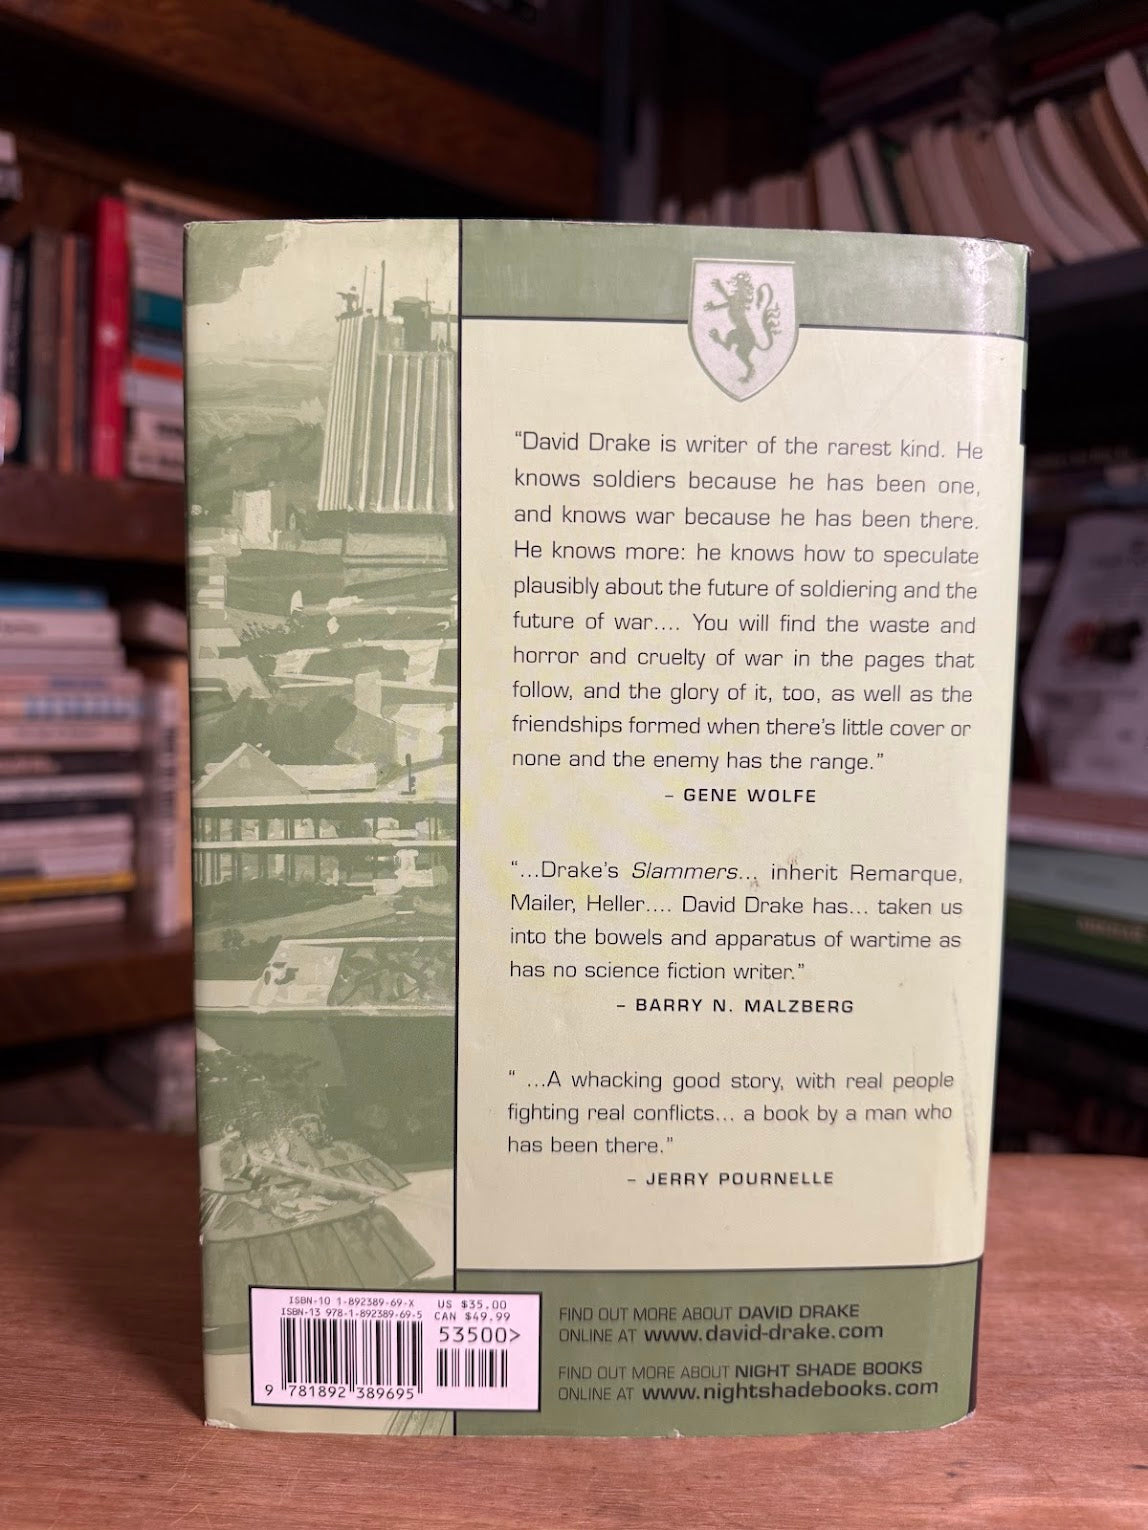 “David Drake is writer of the rarest kind. He
knows soldiers because he has been one,
and knows war because he has been there.
He knows more: he knows how to speculate
plausibly about the future of soldiering and the
future of war.... You will find the waste and
horror and cruelty of war in the pages that
follow, and the glory of it, too, as well as the
friendships formed when there’s little cover or
none and the enemy has the range.”
– GENE WOLFE
“...Drake’s Slammers... inherit Remarque,
Mailer, Heller.... David Drake has... taken us
into the bowels and apparatus of wartime as
has no science fiction writer.”
– BARRY N. MALZBERG
“ ...A whacking good story, with real people
fighting real conflicts... a book by a man who
has been there.”
– JERRY POURNELLE
ISBN-10 1-892389-69-X
ISBN-13 978-1-892389-69-5
US $35.00
CAN $49.99
53500>
9 781892 389695
FIND OUT MORE ABOUT DAVID DRAKE
ONLINE AT www.david-drake.com
FIND OUT MORE ABOUT NIGHT SHADE BOOKS
ONLINE AT www.nightshadebooks.com